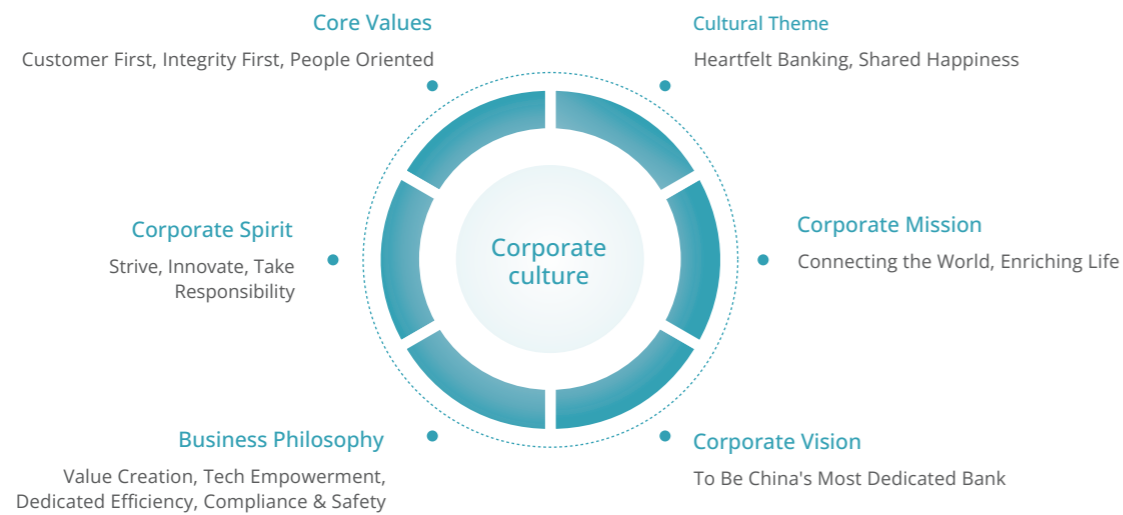 Core Values
Customer First, Integrity First, People Oriented
Cultural Theme
Heartfelt Banking, Shared Happiness
Corporate Spirit
Strive, Innovate, Take
Responsibility
Corporate
culture
Corporate Mission
Connecting the World, Enriching Life
Business Philosophy
Value Creation, Tech Empowerment,
Dedicated Efficiency, Compliance & Safety
Corporate Vision
To Be China's Most Dedicated Bank